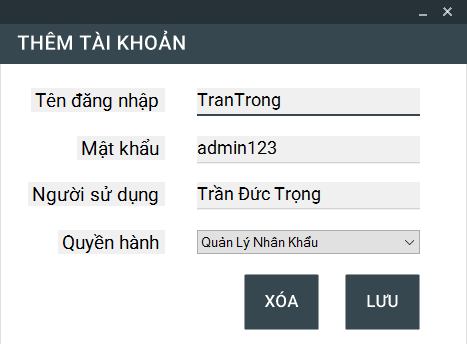 THÊM TÀI KHOẢN
Tên đăng nhập TranTrong
Mật khẩu admin123
Người sử dụng Trần Đức Trọng
Quyền hành Quản Lý Nhân Khẩu
XÓA LƯU